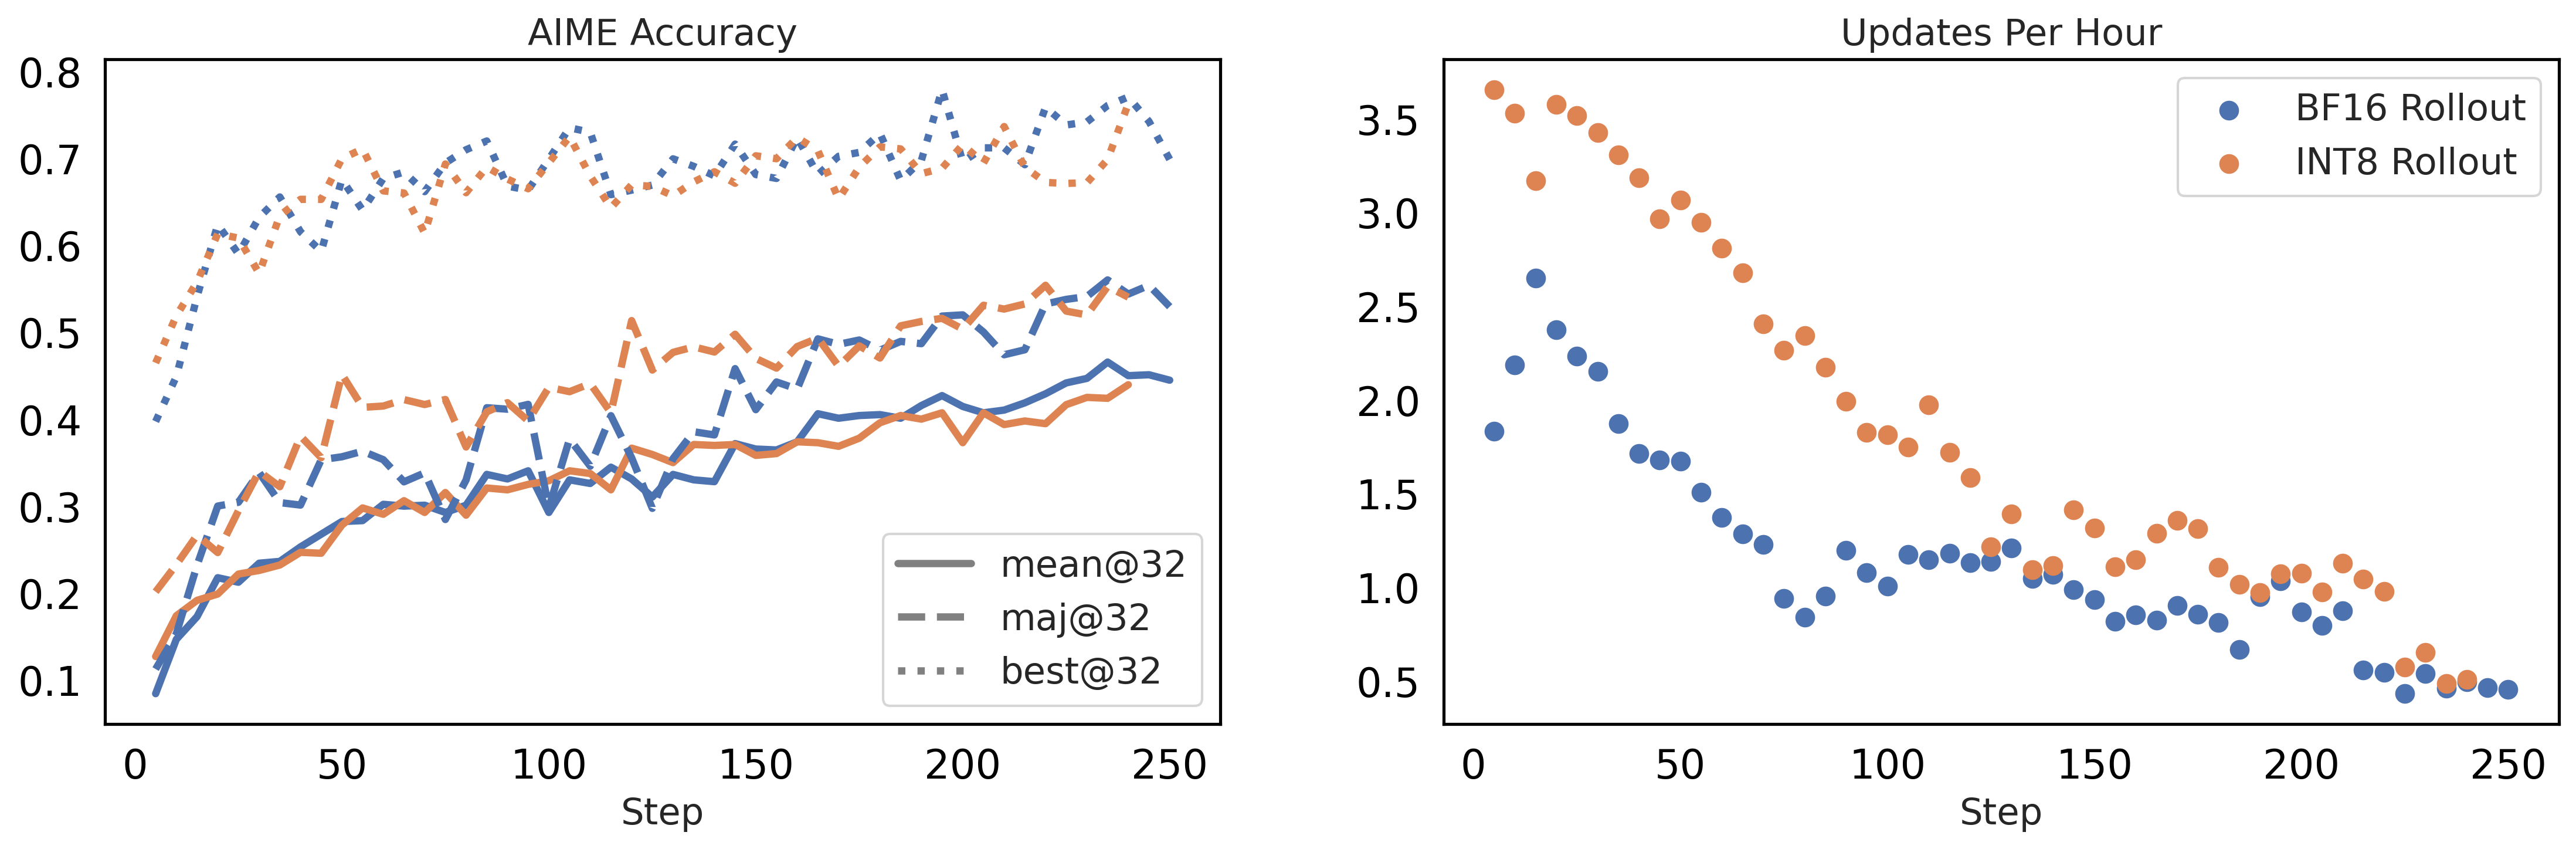 AIME Accuracy
0.8
0.7
0.6
0.5
0.4
0.3
0.2
0.1
0 50 100 150 200 250
Step
mean@32
maj@32
best@32
Updates Per Hour
3.5
3.0
2.5
2.0
1.5
1.0
0.5
0 50 100 150 200 250
Step
BF16 Rollout
INT8 Rollout